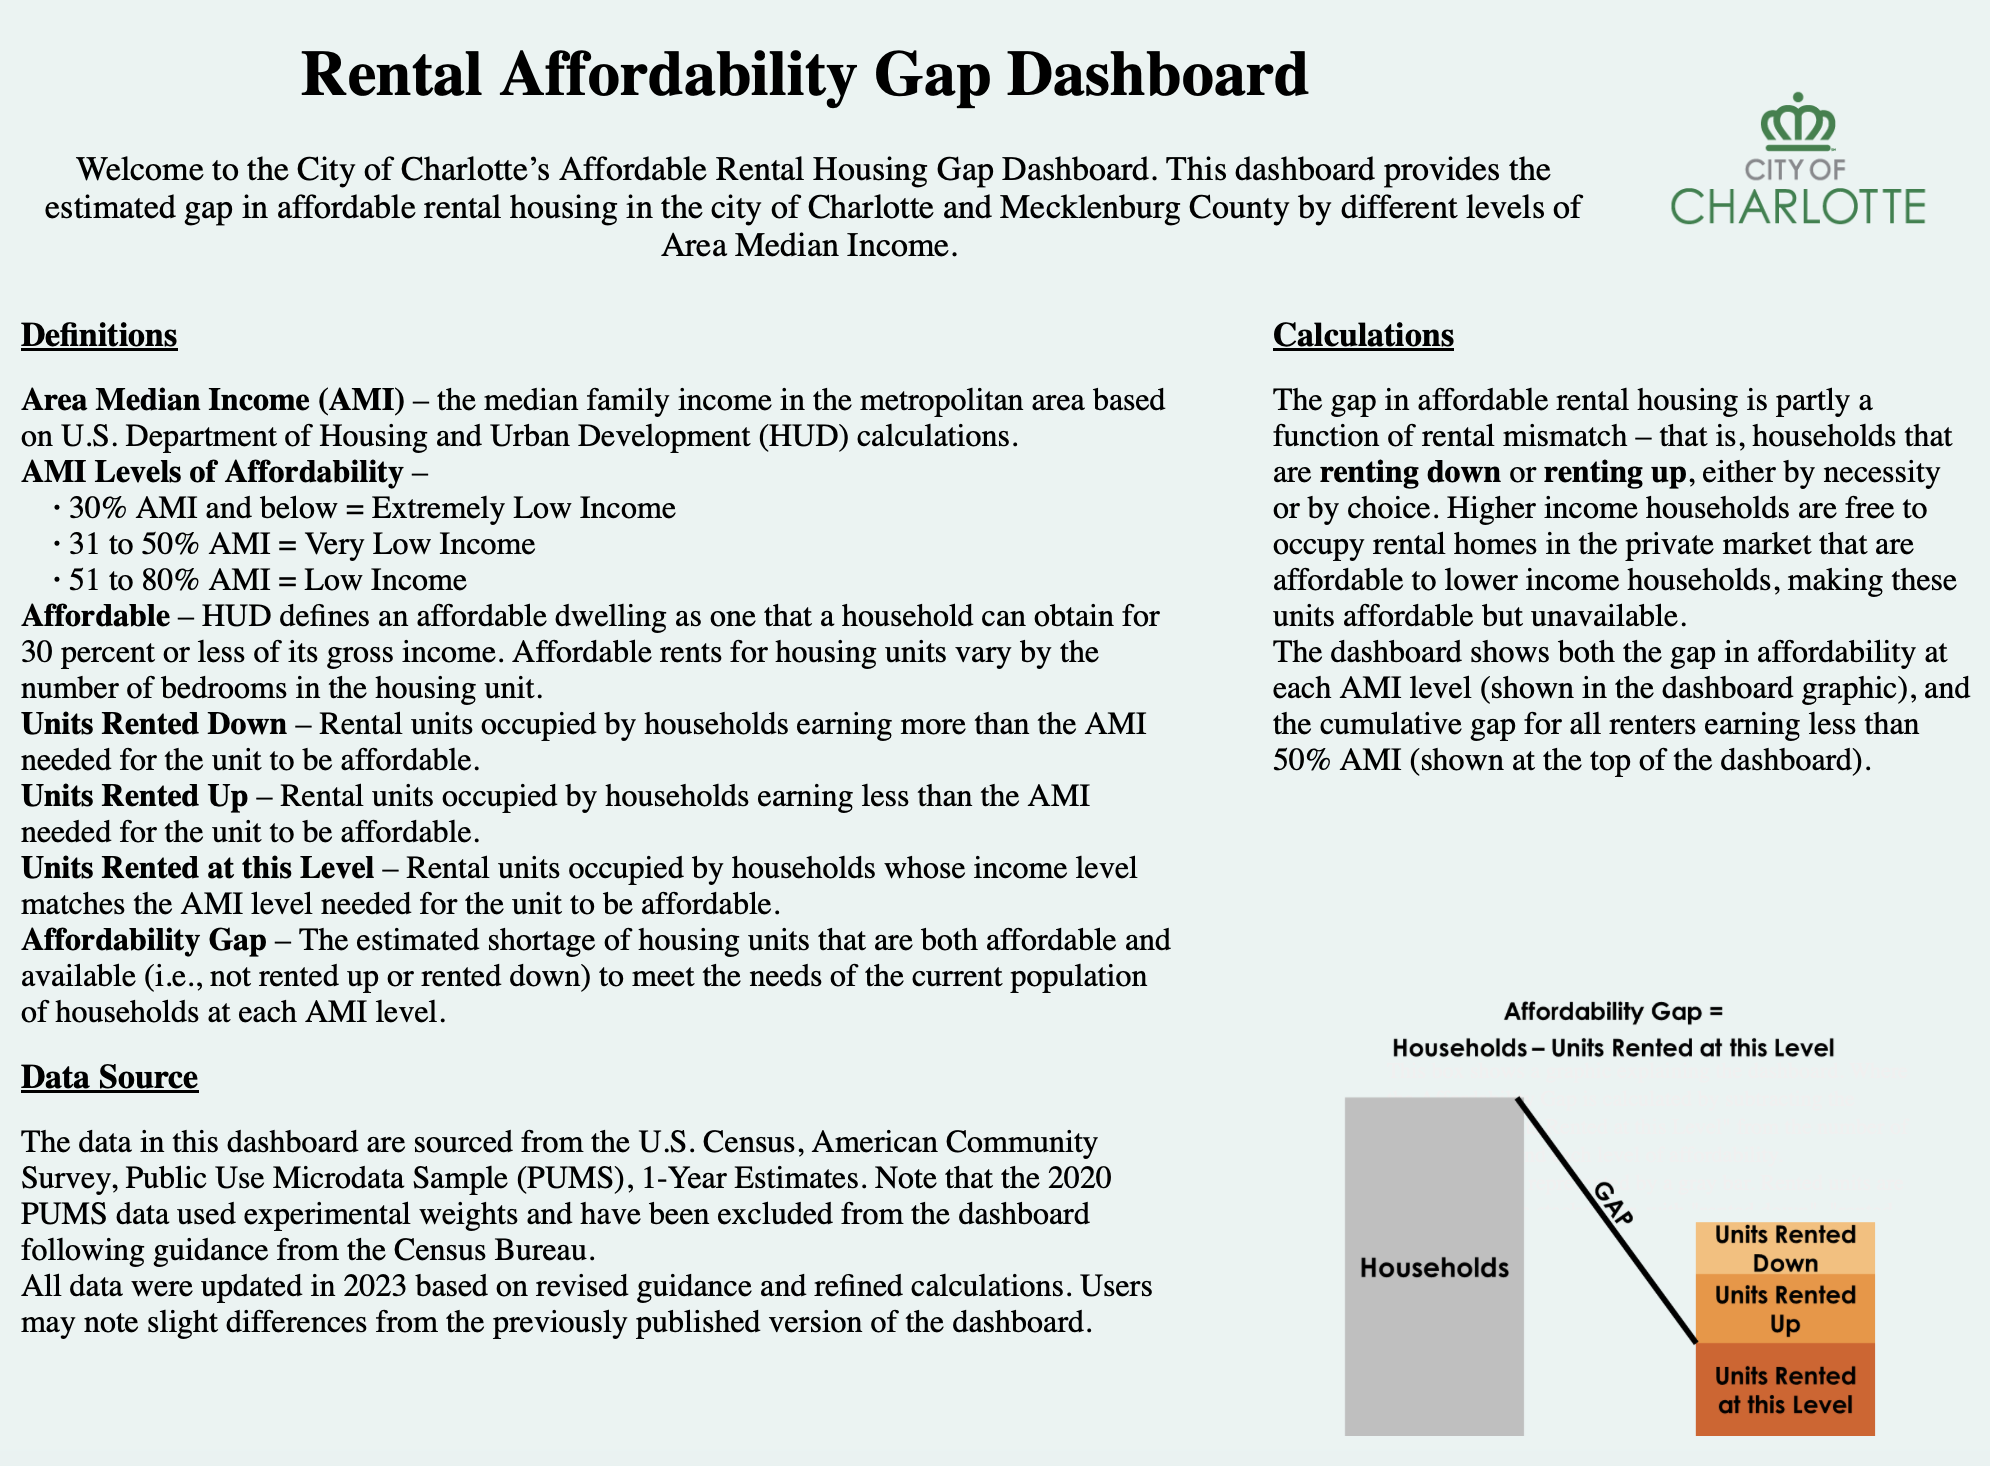 Rental Affordability Gap Dashboard
Welcome to the City of Charlotte’s Affordable Rental Housing Gap Dashboard. This dashboard provides the
estimated gap in affordable rental housing in the city of Charlotte and Mecklenburg County by different levels of
Area Median Income.
CITY OF
CHARLOTTE
Definitions
Area Median Income (AMI) – the median family income in the metropolitan area based
on U.S. Department of Housing and Urban Development (HUD) calculations.
AMI Levels of Affordability –
· 30% AMI and below = Extremely Low Income
· 31 to 50% AMI = Very Low Income
· 51 to 80% AMI = Low Income
Affordable – HUD defines an affordable dwelling as one that a household can obtain for
30 percent or less of its gross income. Affordable rents for housing units vary by the
number of bedrooms in the housing unit.
Units Rented Down – Rental units occupied by households earning more than the AMI
needed for the unit to be affordable.
Units Rented Up – Rental units occupied by households earning less than the AMI
needed for the unit to be affordable.
Units Rented at this Level – Rental units occupied by households whose income level
matches the AMI level needed for the unit to be affordable.
Affordability Gap – The estimated shortage of housing units that are both affordable and
available (i.e., not rented up or rented down) to meet the needs of the current population
of households at each AMI level.
Data Source
The data in this dashboard are sourced from the U.S. Census, American Community
Survey, Public Use Microdata Sample (PUMS), 1-Year Estimates. Note that the 2020
PUMS data used experimental weights and have been excluded from the dashboard
following guidance from the Census Bureau.
All data were updated in 2023 based on revised guidance and refined calculations. Users
may note slight differences from the previously published version of the dashboard.
Calculations
The gap in affordable rental housing is partly a
function of rental mismatch – that is, households that
are renting down or renting up, either by necessity
or by choice. Higher income households are free to
occupy rental homes in the private market that are
affordable to lower income households, making these
units affordable but unavailable.
The dashboard shows both the gap in affordability at
each AMI level (shown in the dashboard graphic), and
the cumulative gap for all renters earning less than
50% AMI (shown at the top of the dashboard).
Affordability Gap =
Households – Units Rented at this Level
Households
GAP
Units Rented
Down
Units Rented
Up
Units Rented
at this Level